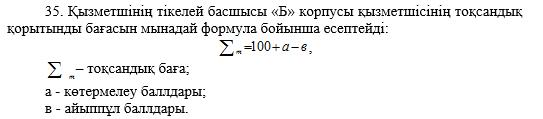 35. Қызметшінің тікелей басшысы «Б» корпусы қызметшісінің тоқсандық
қорытынды бағасын мынадай формула бойынша есептейді:
∑т=100+а−в,
∑т – тоқсандық баға;
а - көтермелеу баллдары;
в - айыппұл баллдары.